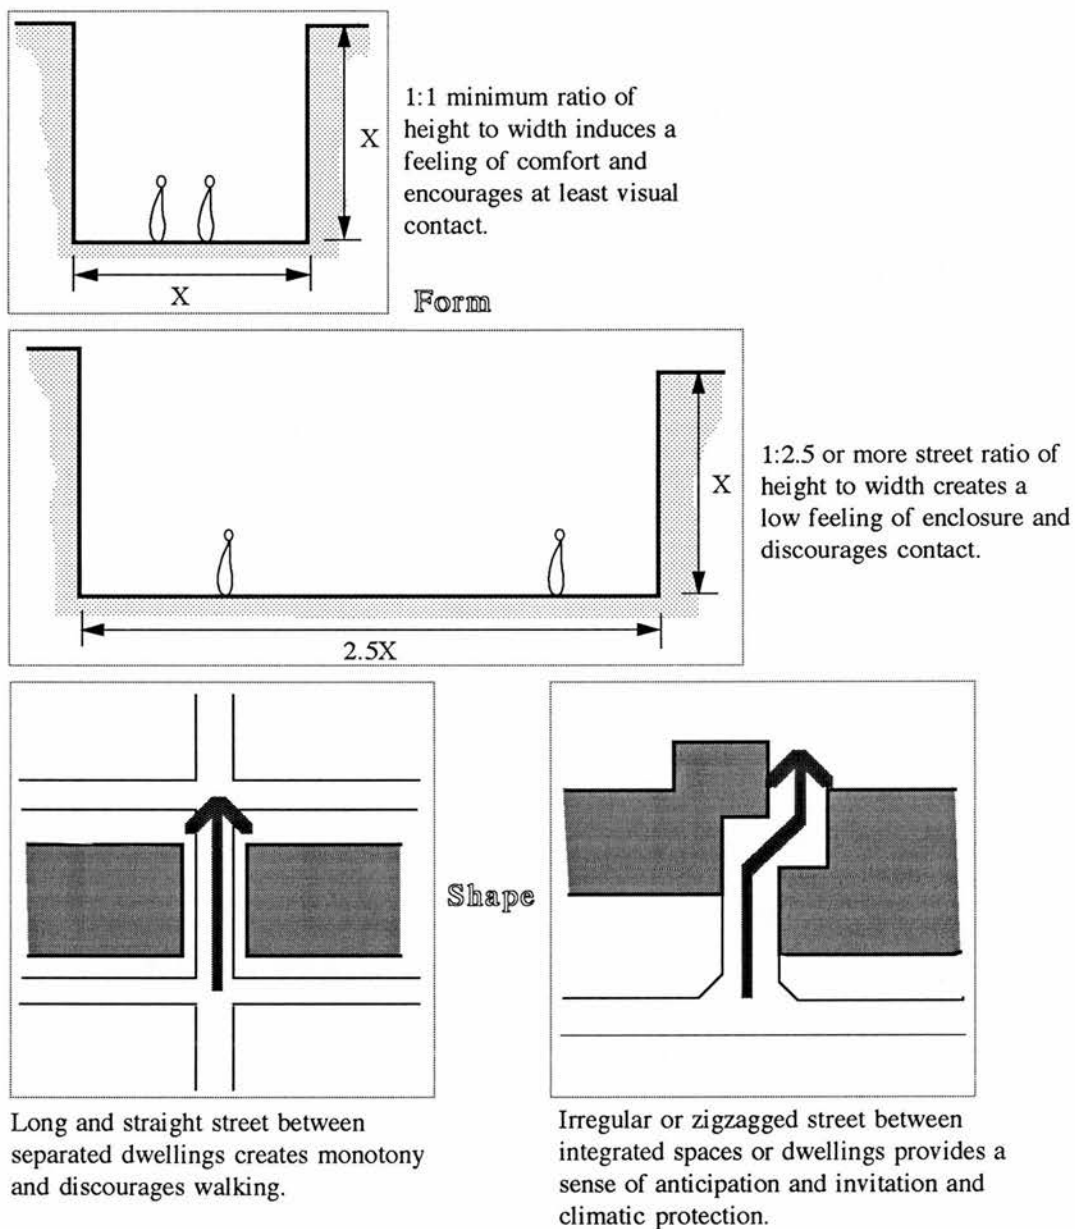 X
1:1 minimum ratio of
height to width induces a
feeling of comfort and
encourages at least visual
contact.
X
Form
X
1:2.5 or more street ratio of
height to width creates a
low feeling of enclosure and
discourages contact.
2.5X
Shape
Long and straight street between
separated dwellings creates monotony
and discourages walking.
Irregular or zigzagged street between
integrated spaces or dwellings provides a
sense of anticipation and invitation and
climatic protection.